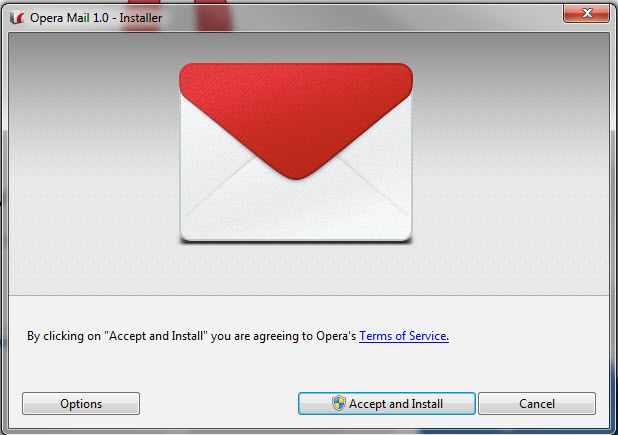 Opera Mail 1.0 - Installer
By clicking on "Accept and Install" you are agreeing to Opera's Terms of Service.
Options
Accept and Install
Cancel